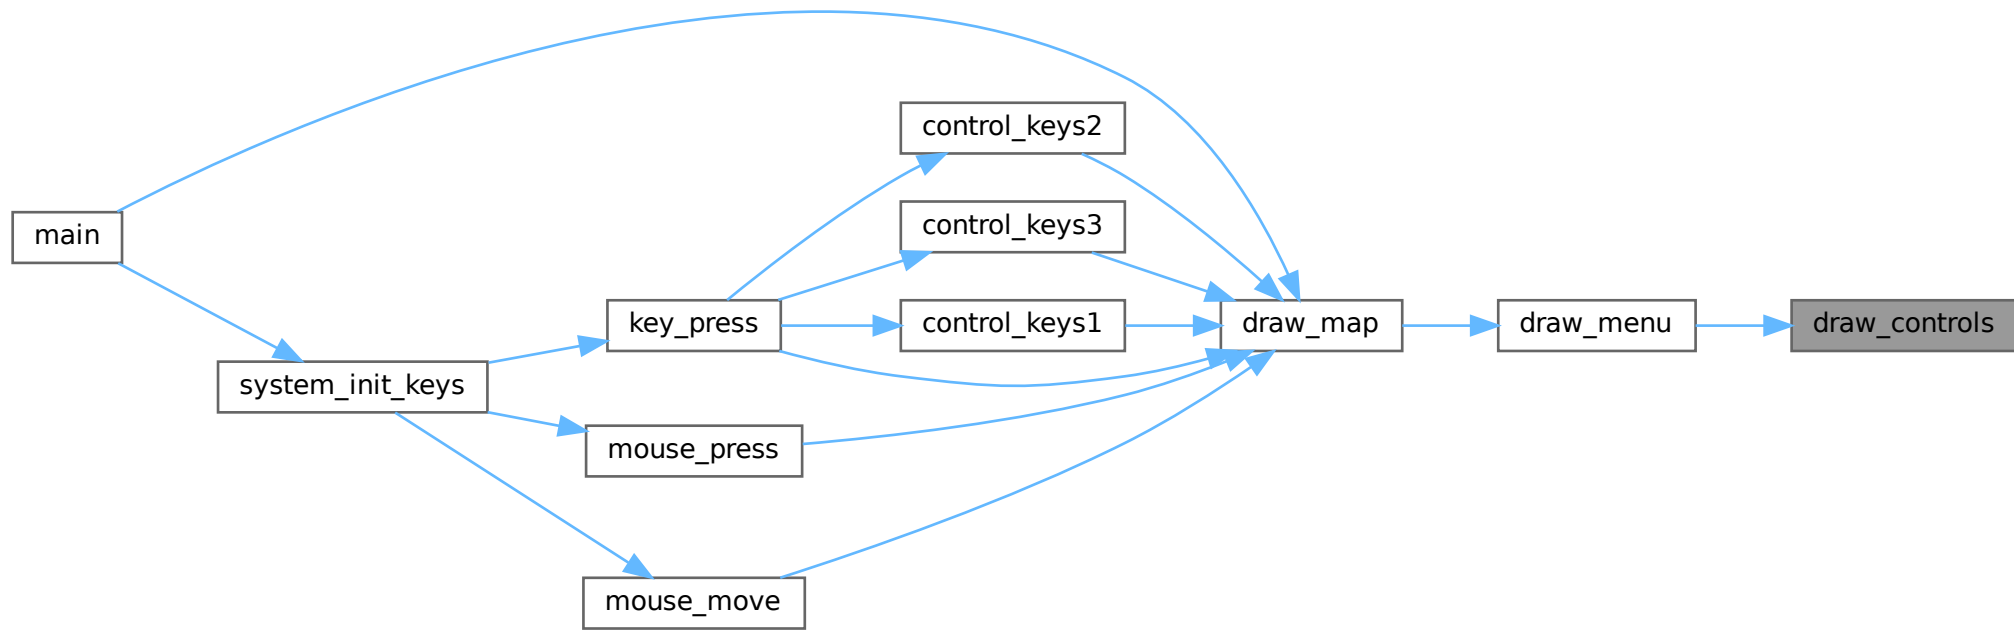 main
system_init_keys
key_press
mouse_press
mouse_move
control_keys2
control_keys3
control_keys1
draw_map
draw_menu
draw_controls